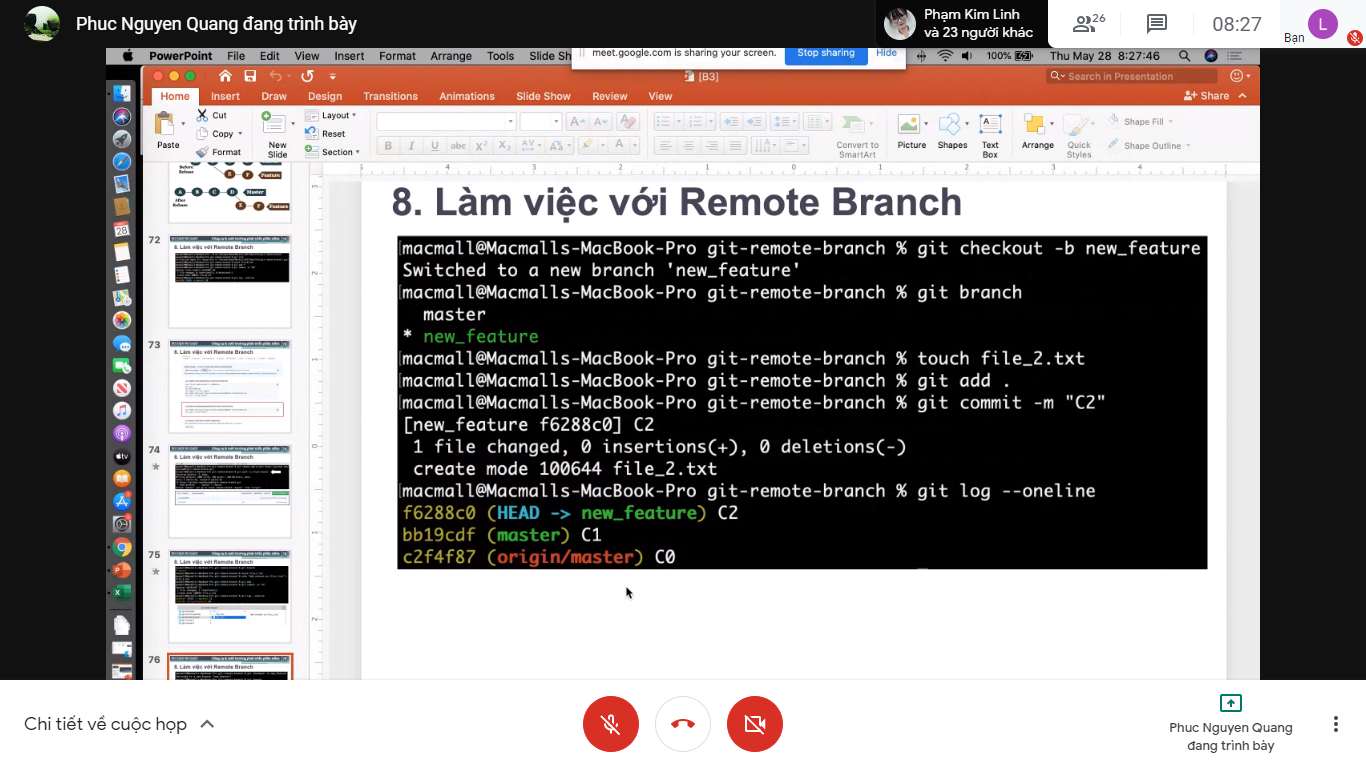 Phuc Nguyen Quang đang trình bày
Phạm Kim Linh
và 23 người khác
26
08:27
L
Bạn
PowerPoint File Edit View Insert Format Arrange Tools Slide Sh
meet.google.com is sharing your screen. Stop sharing Hide
100% Thu May 28 8:27:46
[B3]
Search in Presentation
Home Insert Draw Design Transitions Animations Slide Show Review View
Share
Paste
Cut
Copy
Format
New
Slide
Layout
Reset
Section
B I U abc X² X₂
Convert to
SmartArt
Picture
Shapes
Text
Box
Arrange
Quick
Styles
Shape Fill
Shape Outline
Before
Rebase
E F Feature
A B C D Master
After
Rebase
E F Feature
72
8. Làm việc với Remote Branch
73
8. Làm việc với Remote Branch
74
8. Làm việc với Remote Branch
75
8. Làm việc với Remote Branch
76
8. Làm việc với Remote Branch
8. Làm việc với Remote Branch
macmall@Macmalls-MacBook-Pro git-remote-branch % git checkout -b new_feature
Switched to a new branch 'new_feature'
macmall@Macmalls-MacBook-Pro git-remote-branch % git branch
master
* new_feature
macmall@Macmalls-MacBook-Pro git-remote-branch % touch file_2.txt
macmall@Macmalls-MacBook-Pro git-remote-branch % git add .
macmall@Macmalls-MacBook-Pro git-remote-branch % git commit -m "C2"
[new_feature f6288c0] C2
1 file changed, 0 insertions(+), 0 deletions(-)
create mode 100644 file_2.txt
macmall@Macmalls-MacBook-Pro git-remote-branch % git log --oneline
f6288c0 (HEAD -> new_feature) C2
bb19cdf (master) C1
c2f4f87 (origin/master) C0
Chi tiết về cuộc họp
Phuc Nguyen Quang
đang trình bày